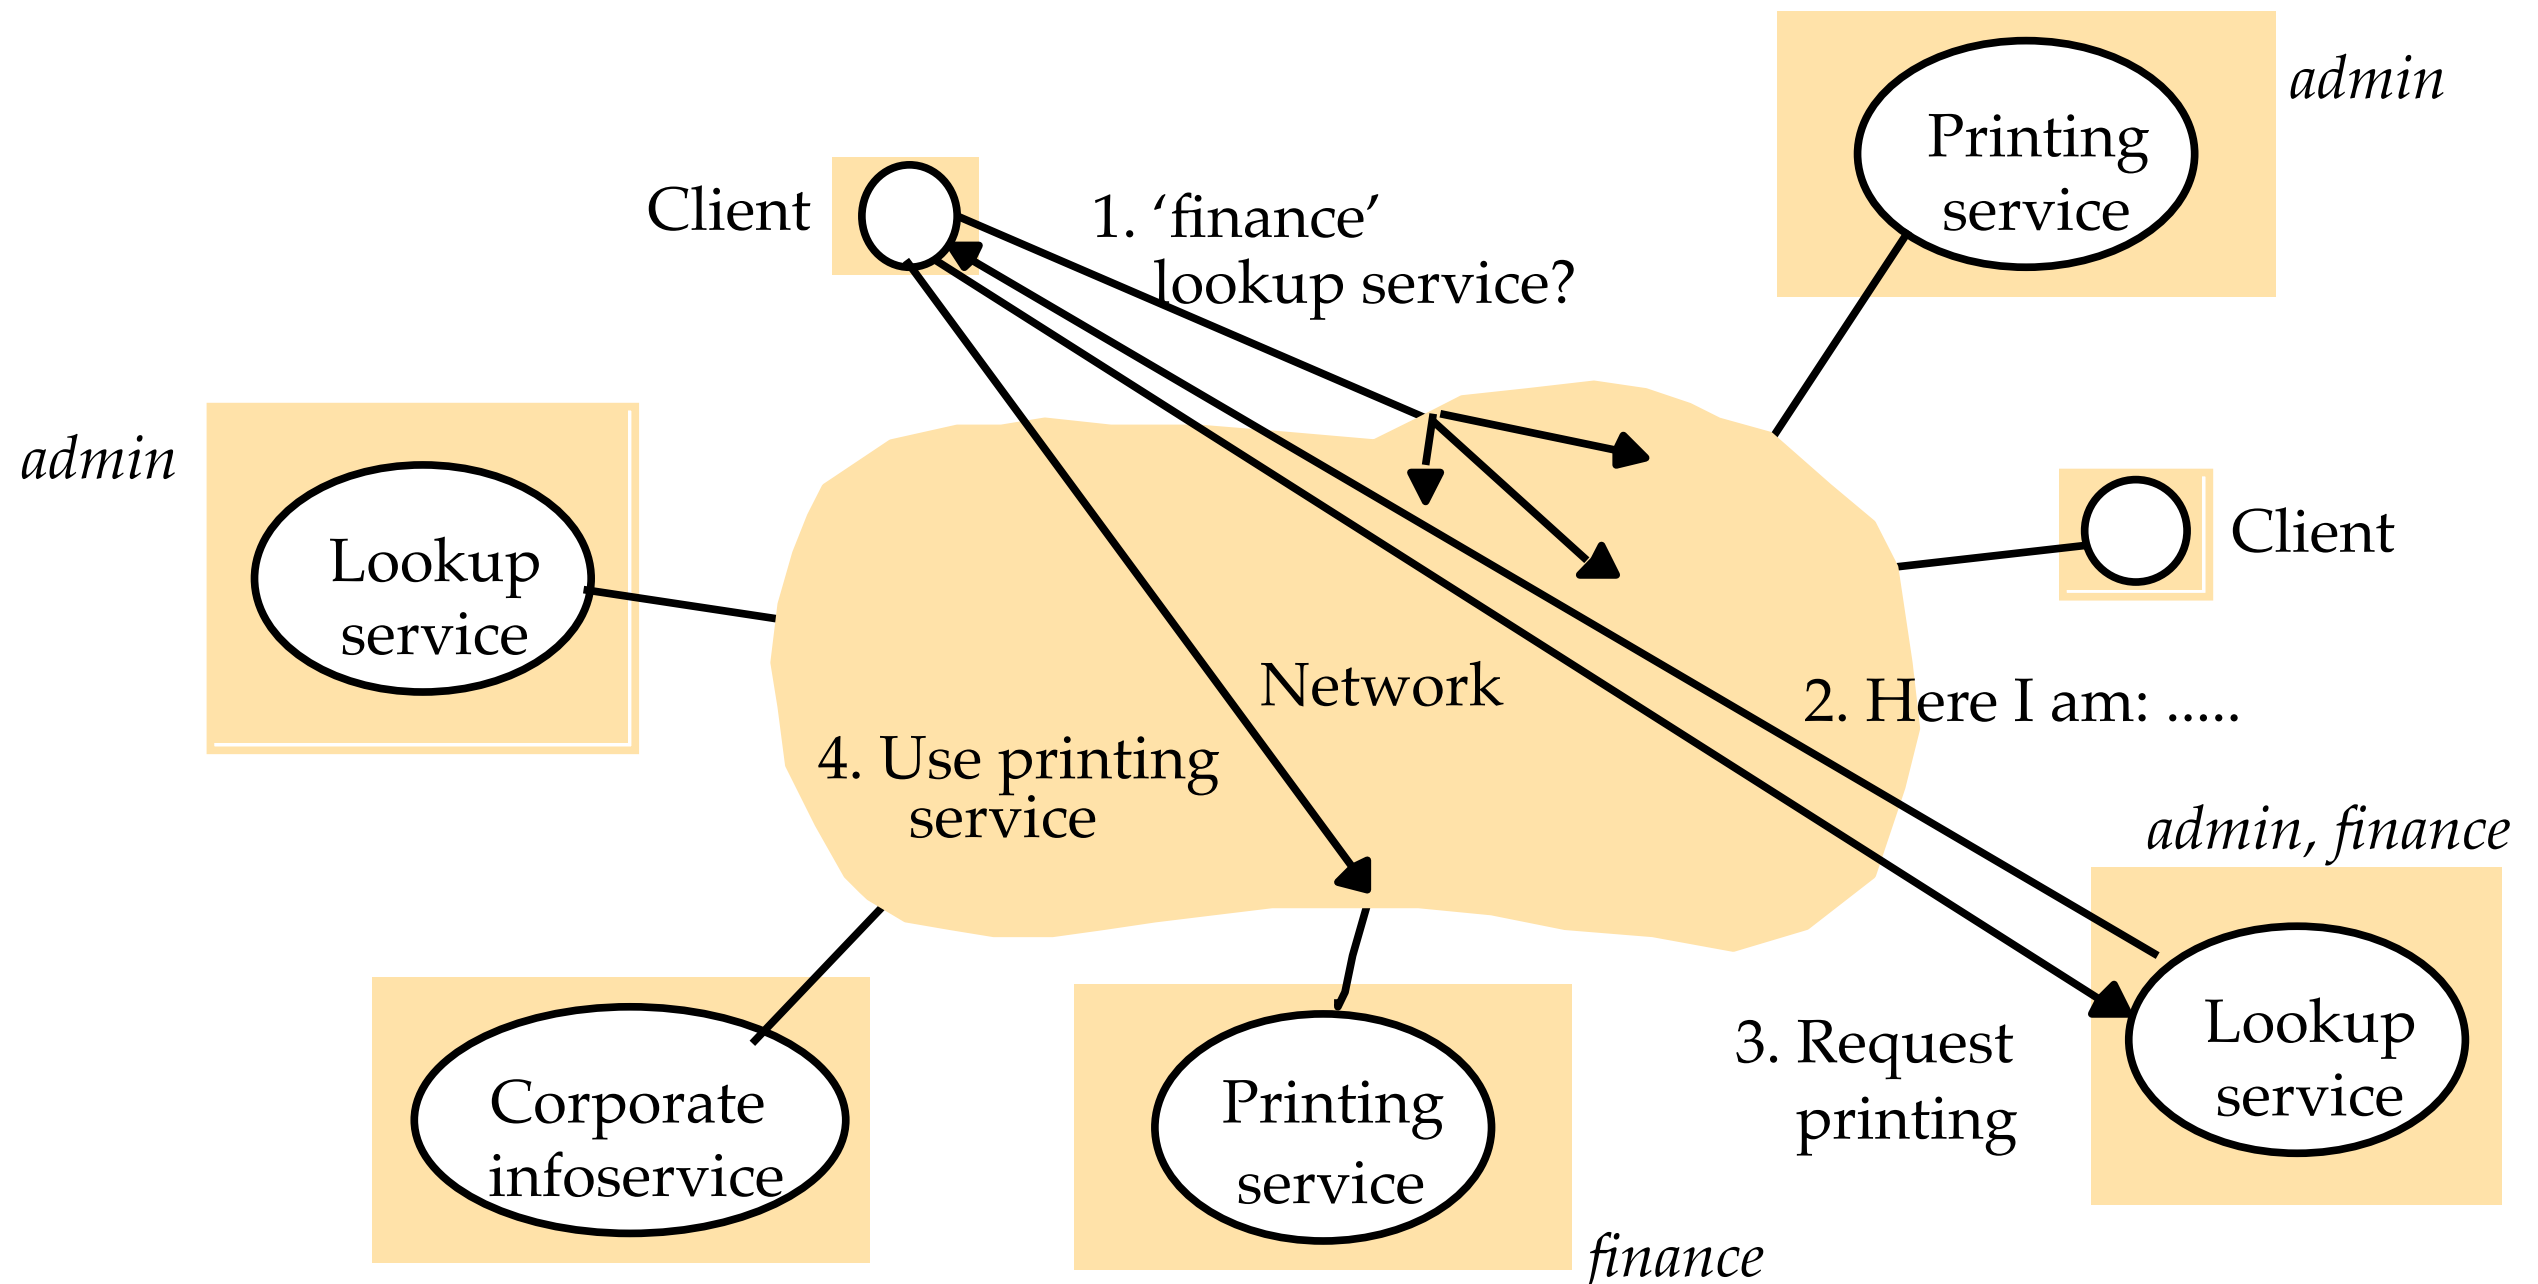 admin
Printing
service
Client
1. ‘finance’
lookup service?
admin
Lookup
service
Client
Network
2. Here I am: .....
4. Use printing
service
admin, finance
Lookup
service
3. Request
printing
Corporate
infoservice
Printing
service
finance